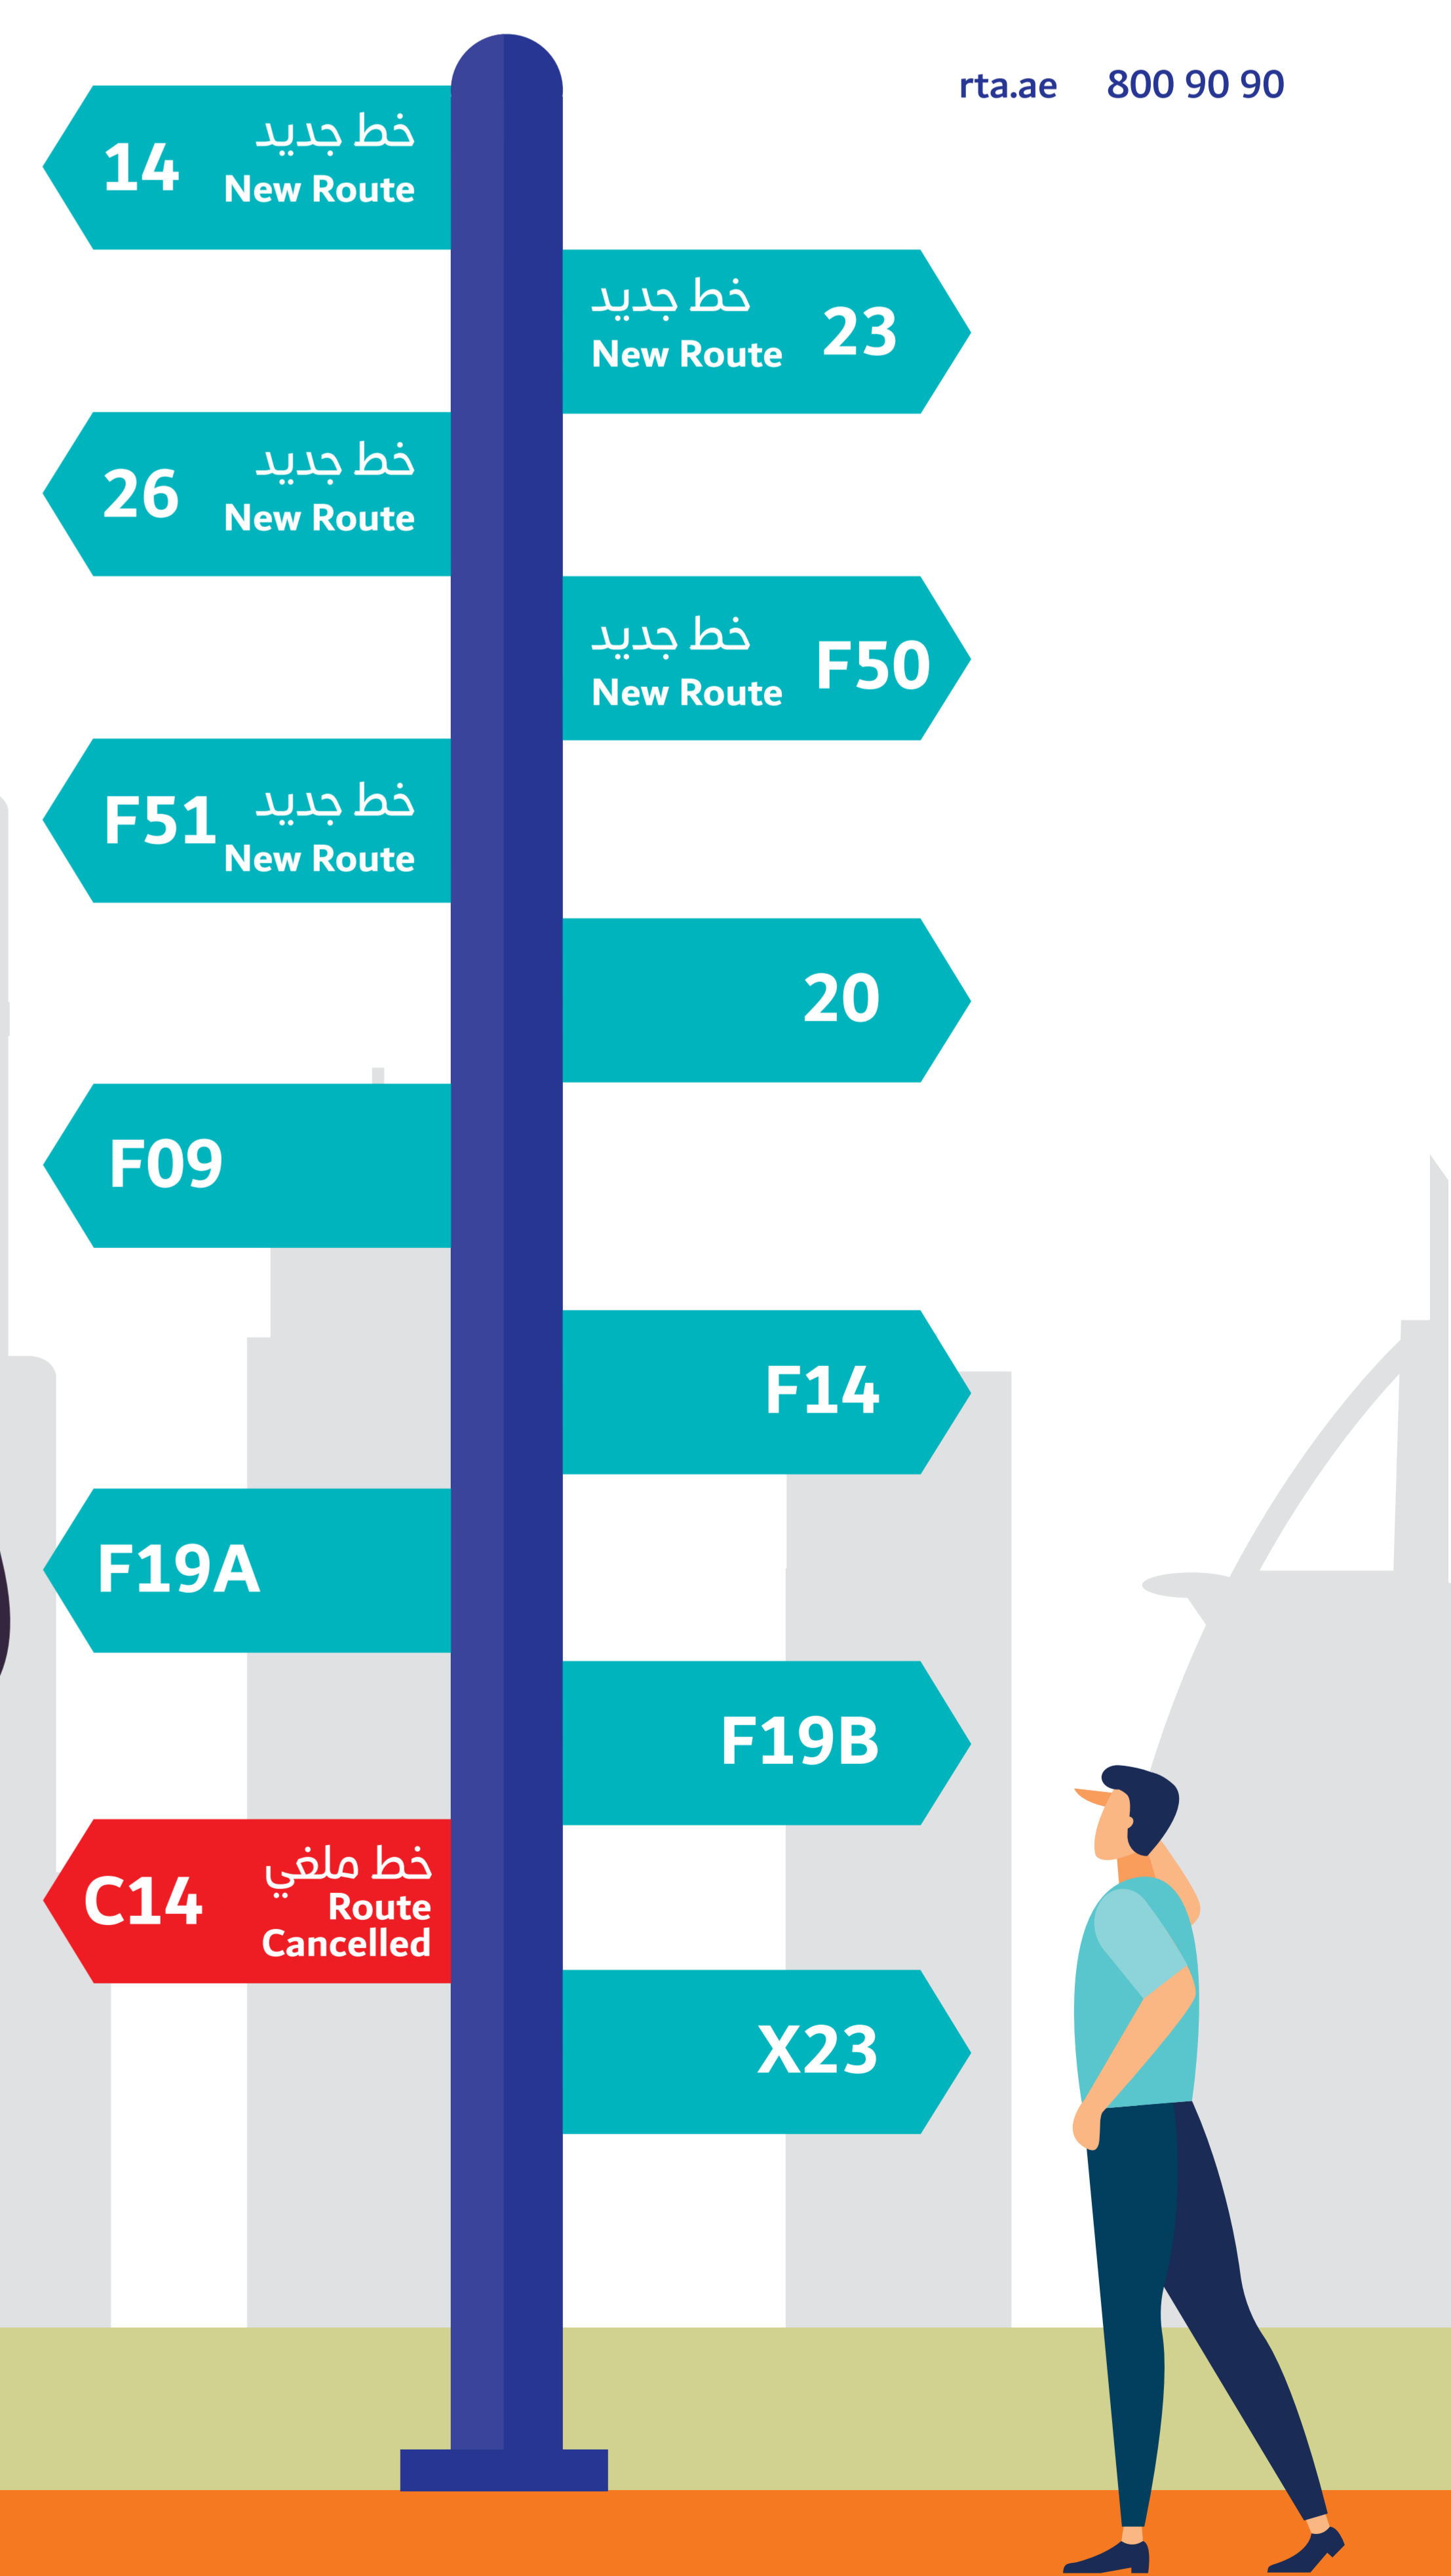 rta.ae 800 90 90
14
خط جديد
New Route
خط جديد
New Route
23
26
خط جديد
New Route
خط جديد
New Route
F50
F51
خط جديد
New Route
20
F09
F14
F19A
F19B
C14
خط ملغي
Route
Cancelled
X23